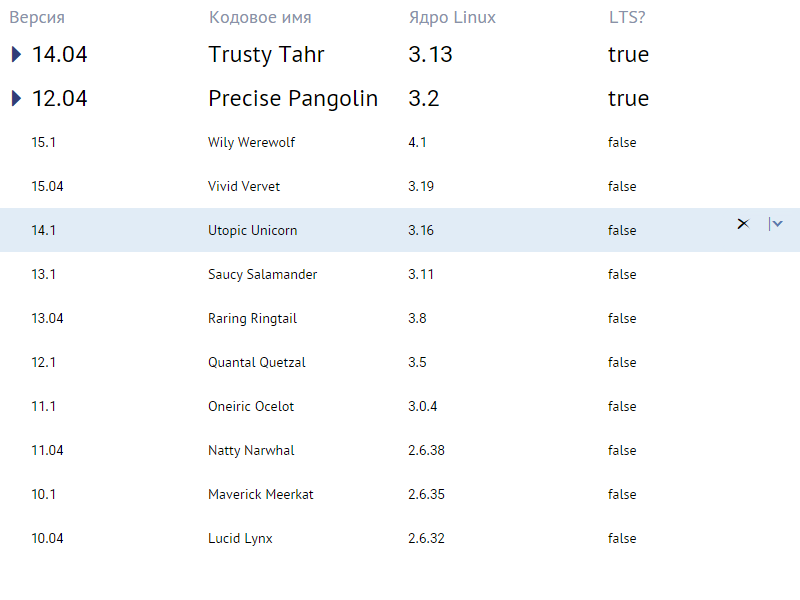 Версия Кодовое имя Ядро Linux LTS?
14.04 Trusty Tahr 3.13 true
12.04 Precise Pangolin 3.2 true
15.1 Wily Werewolf 4.1 false
15.04 Vivid Vervet 3.19 false
14.1 Utopic Unicorn 3.16 false
13.1 Saucy Salamander 3.11 false
13.04 Raring Ringtail 3.8 false
12.1 Quantal Quetzal 3.5 false
11.1 Oneiric Ocelot 3.0.4 false
11.04 Natty Narwhal 2.6.38 false
10.1 Maverick Meerkat 2.6.35 false
10.04 Lucid Lynx 2.6.32 false